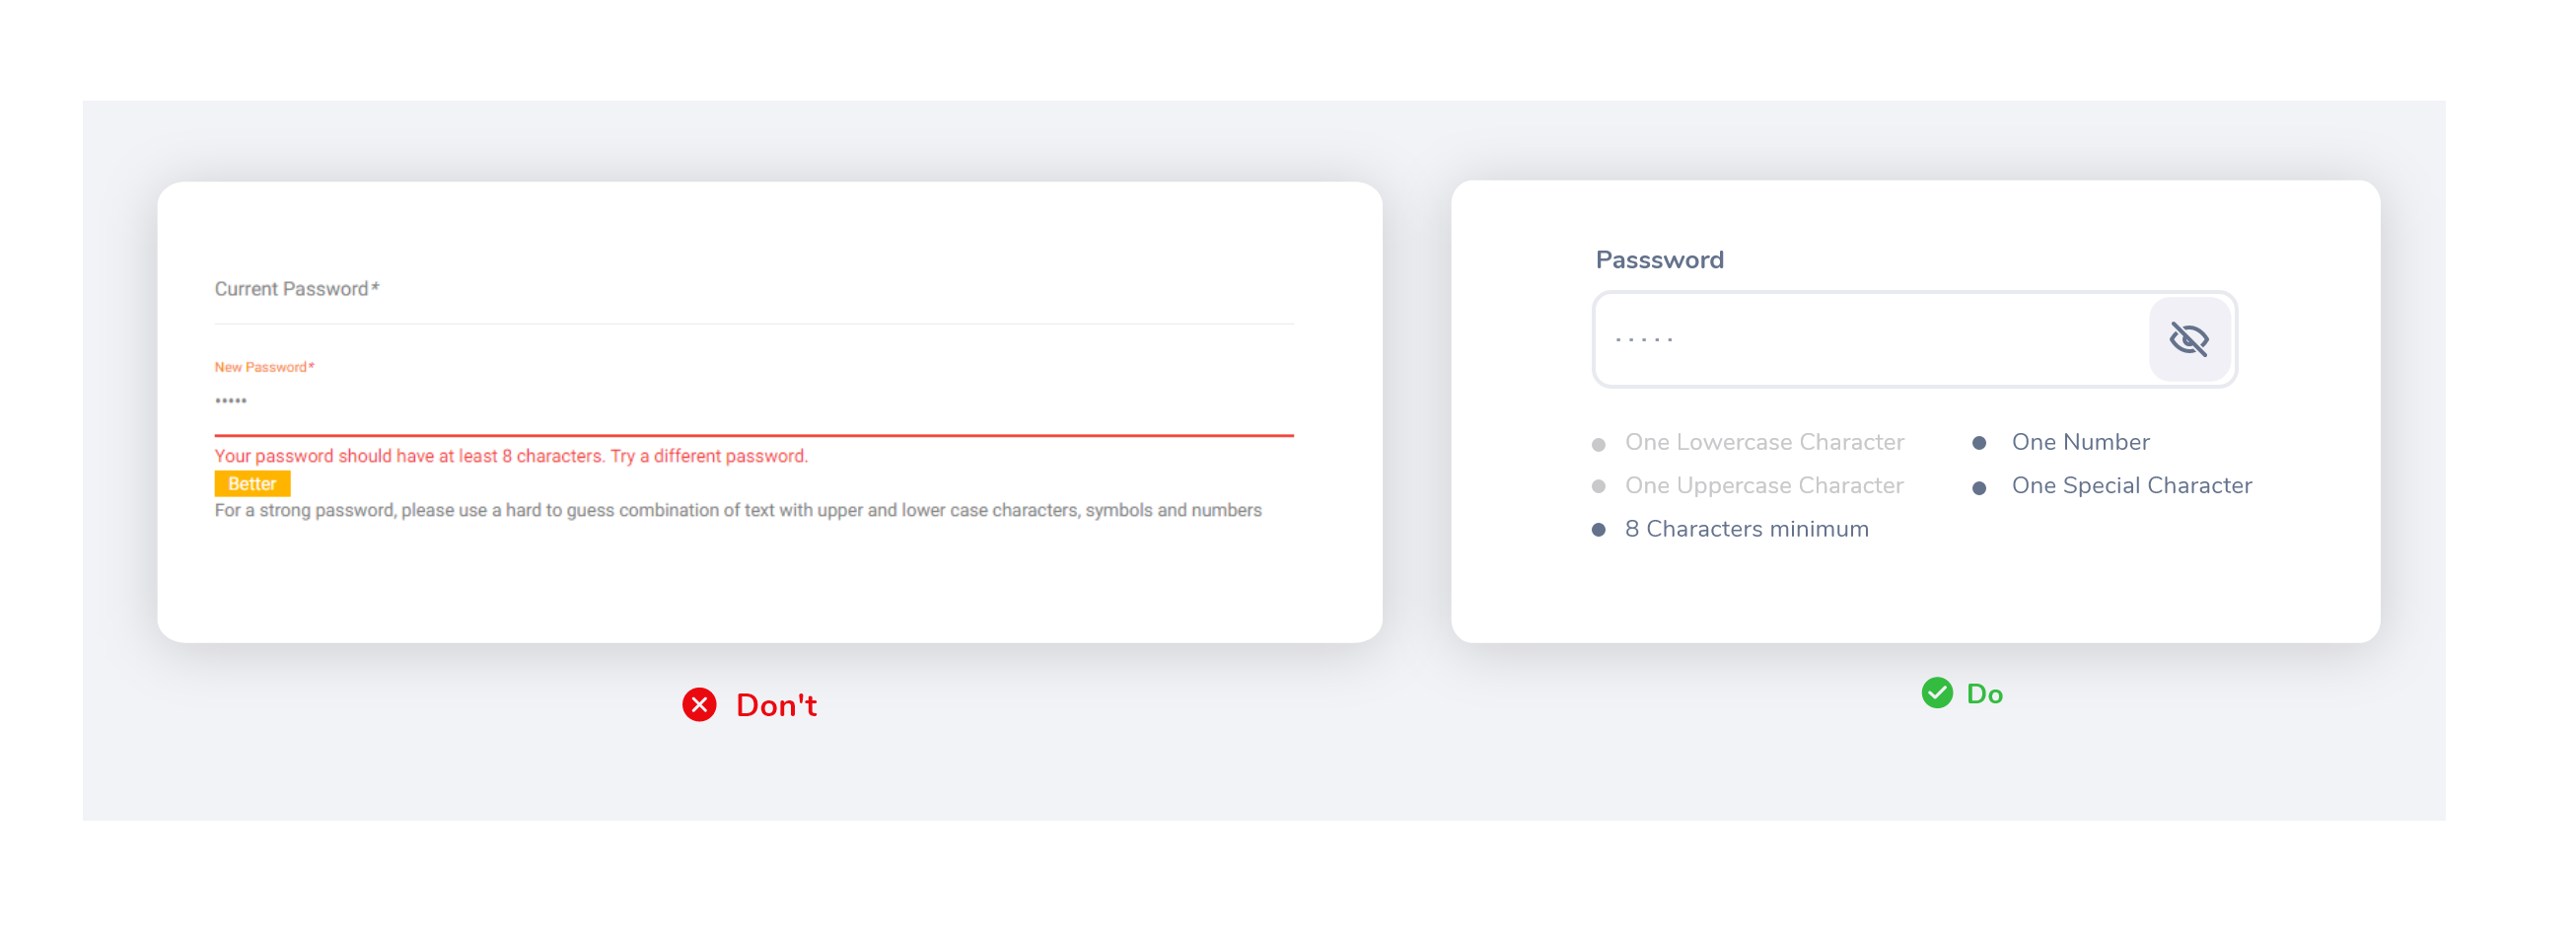 Current Password*
New Password*
•••••
Your password should have at least 8 characters. Try a different password.
Better
For a strong password, please use a hard to guess combination of text with upper and lower case characters, symbols and numbers
Don't
Passsword
.....
One Lowercase Character
One Number
One Uppercase Character
One Special Character
8 Characters minimum
Do